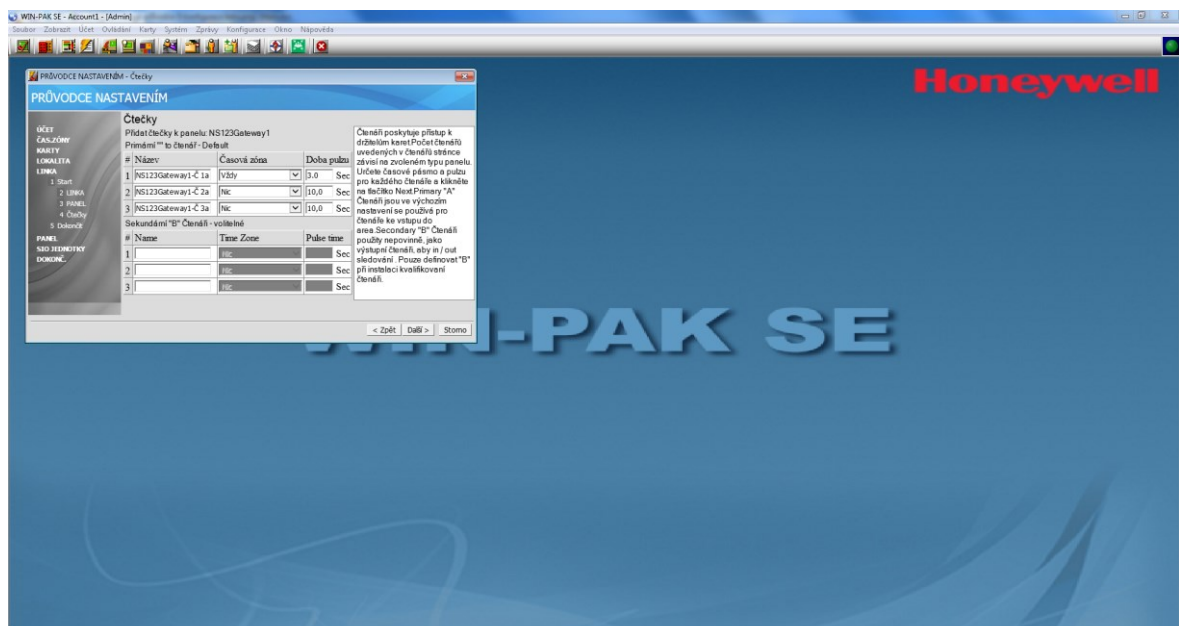 WIN-PAK SE - Account1 - [Admin]
Soubor Zobrazit Účet Ovládání Karty Systém Zprávy Konfigurace Okno Nápověda
Honeywell
PRŮVODCE NASTAVENÍM - Čtečky
PRŮVODCE NASTAVENÍM
ÚČET
ČAS.ZÓNY
KARTY
LOKALITA
LINKA
1 Start
2 LINKA
3 PANEL
4 Čtečky
5 Dokončit
PANEL
SIO JEDNOTKY
DOKONČ.
Čtečky
Přidat čtečky k panelu: NS123Gateway1
Primární "" to čtenář - Default
# Název Časová zóna Doba pulzu
1 NS123Gateway1-Č 1a Vždy 3.0 Sec
2 NS123Gateway1-Č 2a Nic 10,0 Sec
3 NS123Gateway1-Č 3a Nic 10,0 Sec
Sekundární "B" Čtenáři - volitelné
# Name Time Zone Pulse time
1 Nic Sec
2 Nic Sec
3 Nic Sec
Čtenáři poskytuje přístup k
držitelům karet.Počet čtenářů
uvedených v čtenářů stránce
závisí na zvoleném typu panelu.
Určete časové pásmo a pulzu
pro každého čtenáře a klikněte
na tlačítko Next.Primary "A"
Čtenáři jsou ve výchozím
nastavení se používá pro
čtenáře ke vstupu do
area.Secondary "B" Čtenáři
použity nepovinně, jako
výstupní čtenáři, aby in / out
sledování . Pouze definovat "B"
při instalaci kvalifikovaní
čtenáři.
< Zpět Další > Storno
WIN-PAK SE